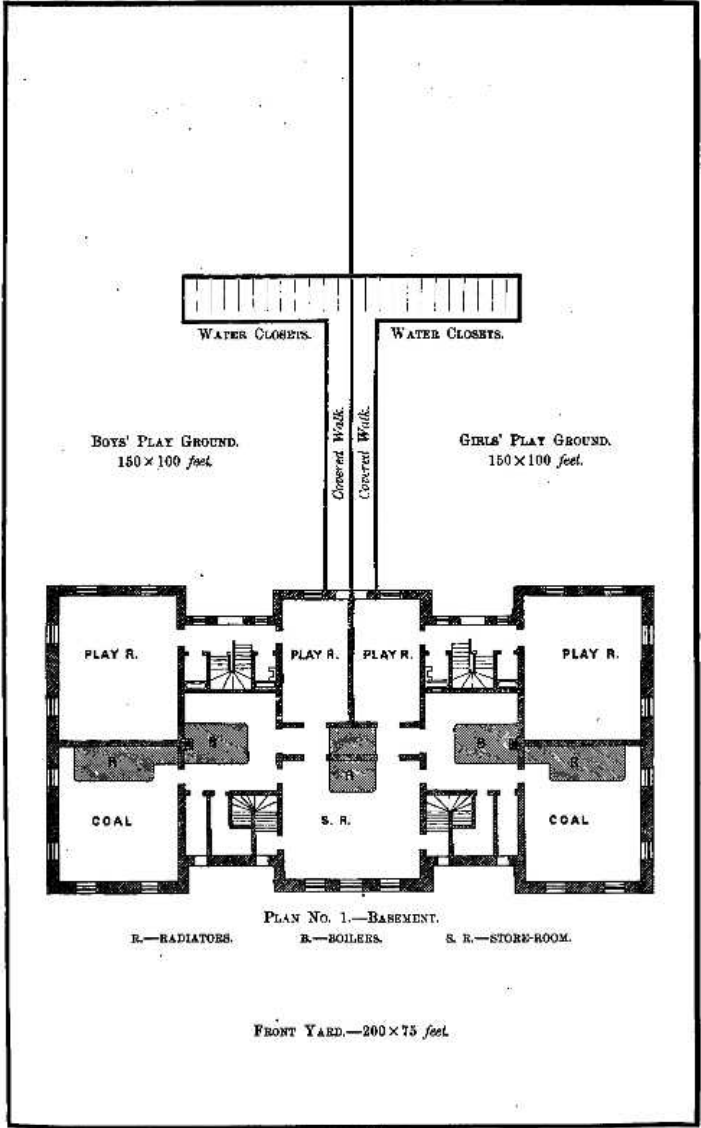 WATER CLOSETS.
WATER CLOSETS.
Covered Walk.
Covered Walk.
BOYS' PLAY GROUND.
150 × 100 feet.
GIRLS' PLAY GROUND.
150 × 100 feet.
PLAY R.
PLAY R.
PLAY R.
PLAY R.
R
B
B
R
R
COAL
S. R.
COAL
PLAN NO. 1.—BASEMENT.
R.—RADIATORS.
B.—BOILERS.
S. R.—STORE-ROOM.
FRONT YARD.—200 × 75 feet.